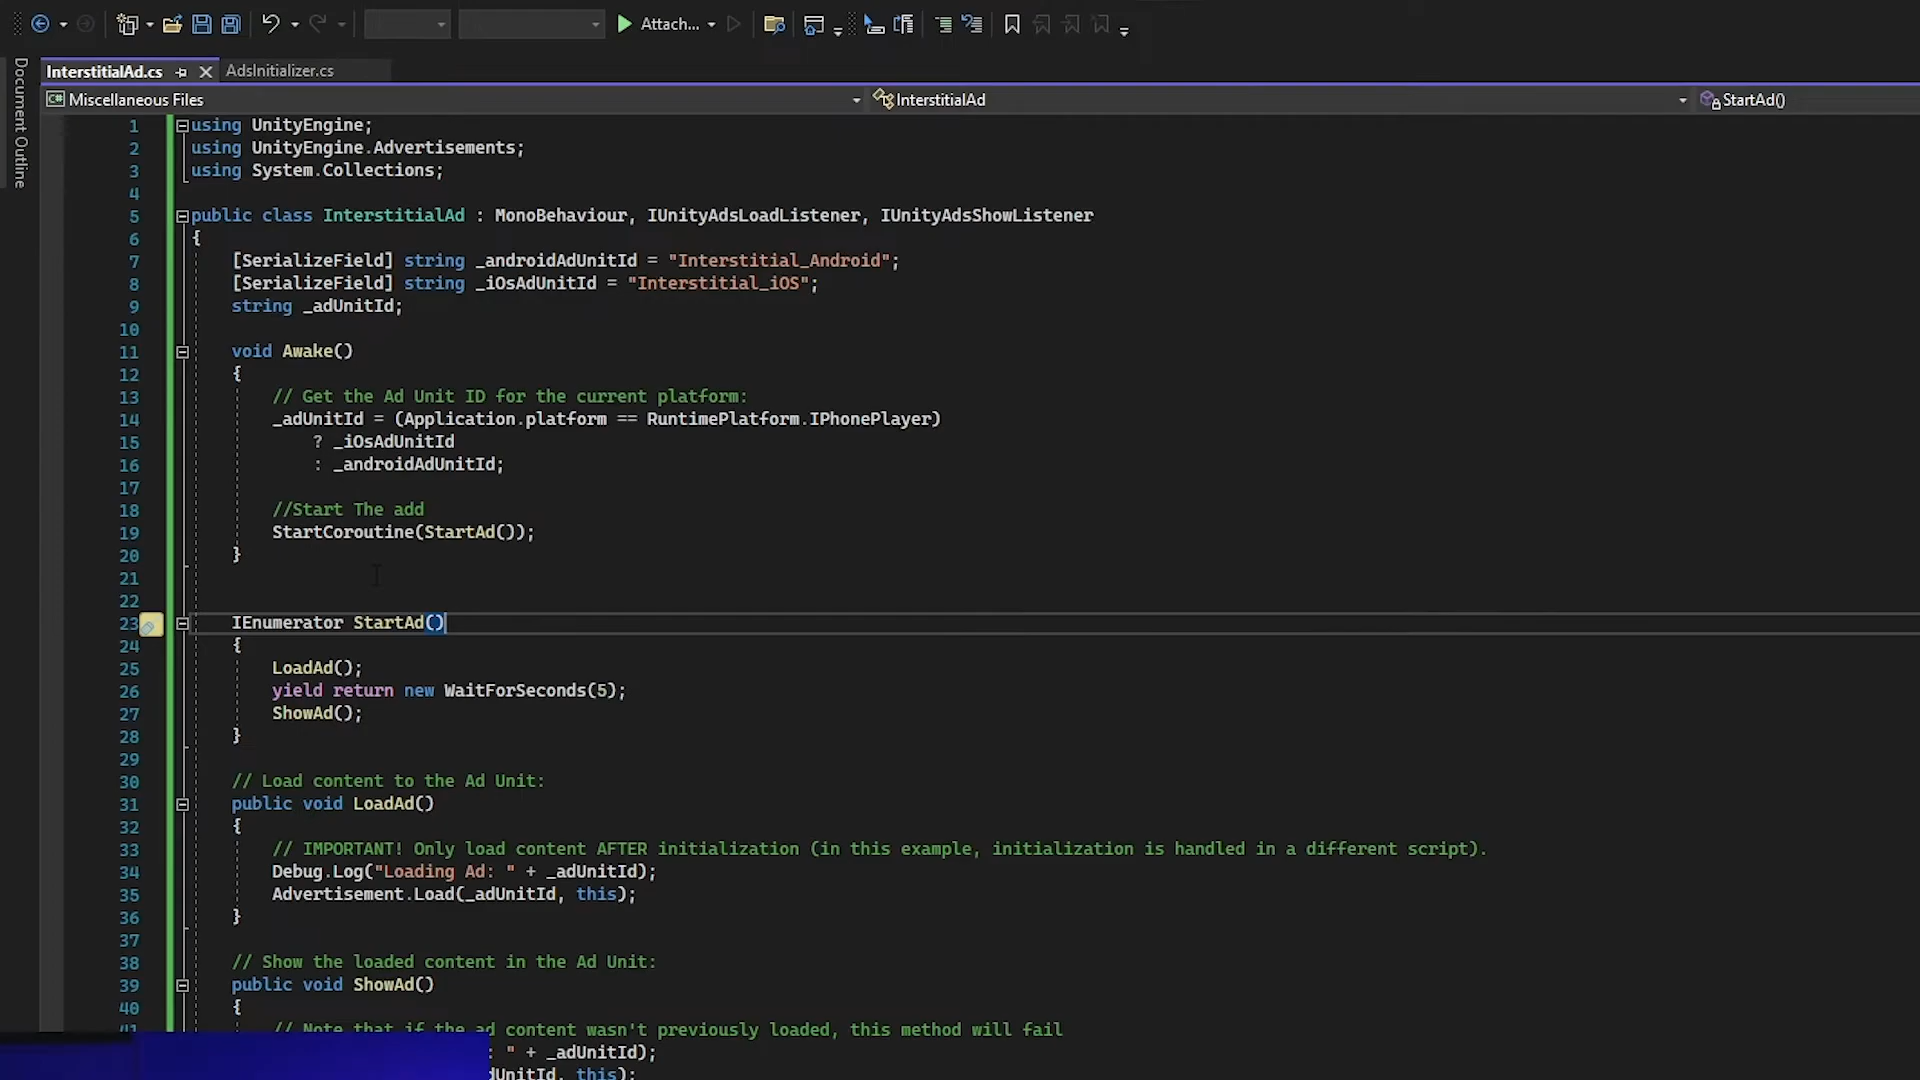 Attach...
Document Outline
InterstitialAd.cs
AdsInitializer.cs
C# Miscellaneous Files
InterstitialAd
StartAd()
1 using UnityEngine;
2 using UnityEngine.Advertisements;
3 using System.Collections;
4
5 public class InterstitialAd : MonoBehaviour, IUnityAdsLoadListener, IUnityAdsShowListener
6 {
7 [SerializeField] string _androidAdUnitId = "Interstitial_Android";
8 [SerializeField] string _iOsAdUnitId = "Interstitial_iOS";
9 string _adUnitId;
10
11 void Awake()
12 {
13 // Get the Ad Unit ID for the current platform:
14 _adUnitId = (Application.platform == RuntimePlatform.IPhonePlayer)
15 ? _iOsAdUnitId
16 : _androidAdUnitId;
17
18 //Start The add
19 StartCoroutine(StartAd());
20 }
21
22
23 IEnumerator StartAd()
24 {
25 LoadAd();
26 yield return new WaitForSeconds(5);
27 ShowAd();
28 }
29
30 // Load content to the Ad Unit:
31 public void LoadAd()
32 {
33 // IMPORTANT! Only load content AFTER initialization (in this example, initialization is handled in a different script).
34 Debug.Log("Loading Ad: " + _adUnitId);
35 Advertisement.Load(_adUnitId, this);
36 }
37
38 // Show the loaded content in the Ad Unit:
39 public void ShowAd()
40 {
41 // Note that if the ad content wasn't previously loaded, this method will fail
: " + _adUnitId);
dUnitId, this);